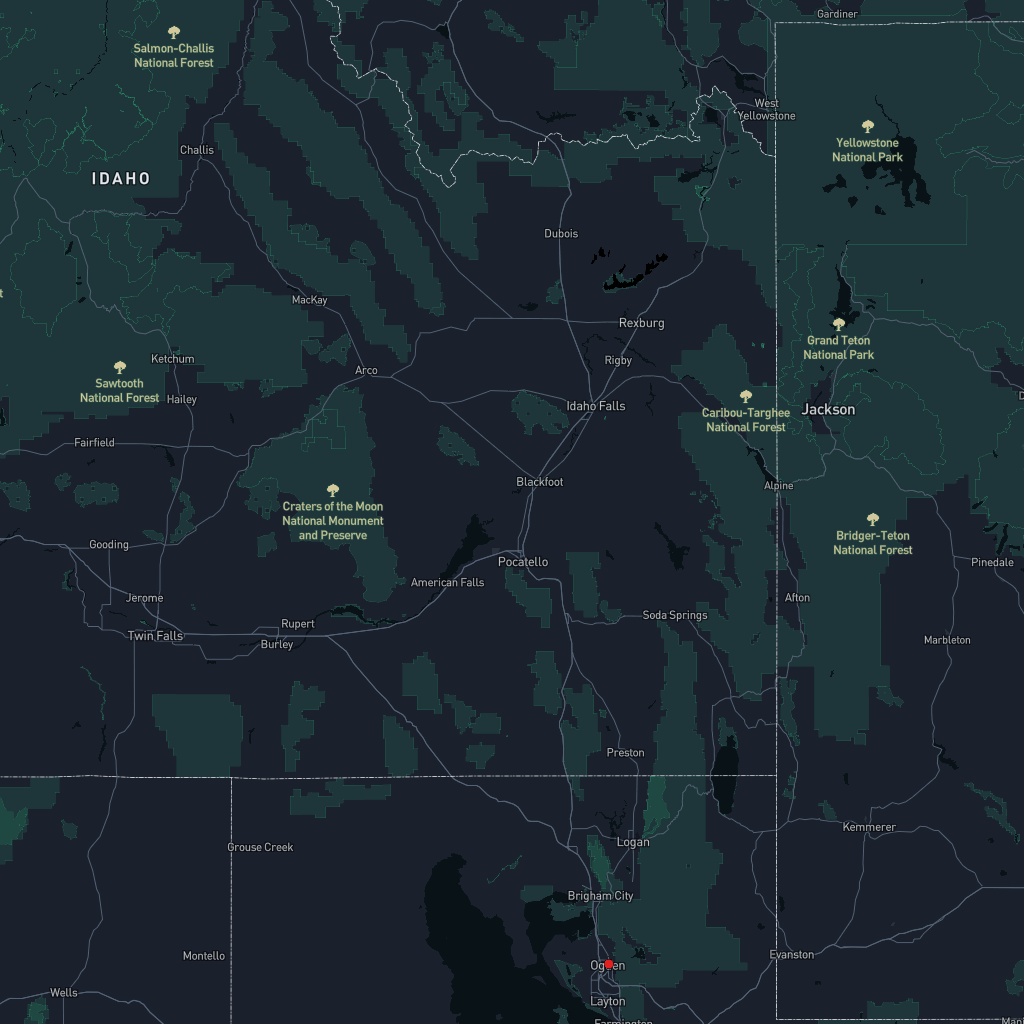 Gardiner
Salmon-Challis
National Forest
West
Yellowstone
Yellowstone
National Park
Challis
IDAHO
Dubois
MacKay
Rexburg
Grand Teton
National Park
Ketchum
Rigby
Arco
Sawtooth
National Forest
Hailey
Idaho Falls
Caribou-Targhee
National Forest
Jackson
Fairfield
Blackfoot
Alpine
Craters of the Moon
National Monument
and Preserve
Bridger-Teton
National Forest
Gooding
Pocatello
Pinedale
American Falls
Jerome
Afton
Soda Springs
Rupert
Twin Falls
Burley
Marbleton
Preston
Kemmerer
Logan
Grouse Creek
Brigham City
Montello
Evanston
Ogden
Wells
Layton
Farmington